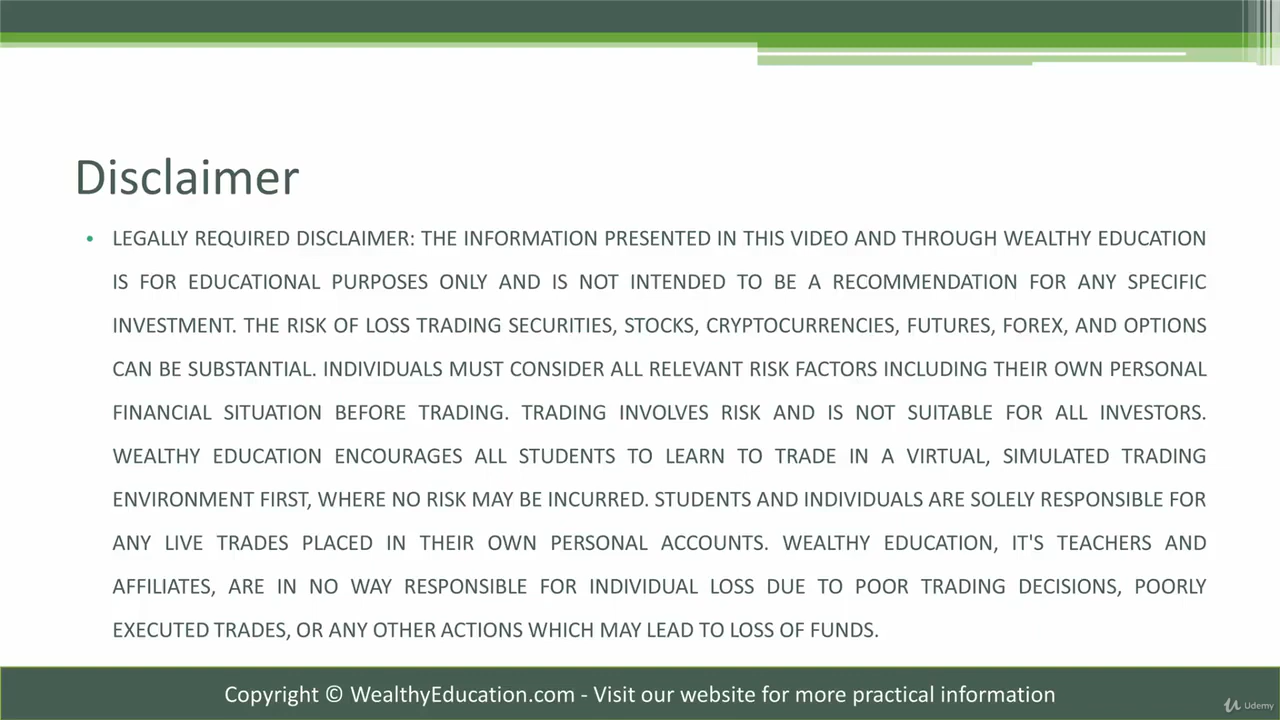 Disclaimer
• LEGALLY REQUIRED DISCLAIMER: THE INFORMATION PRESENTED IN THIS VIDEO AND THROUGH WEALTHY EDUCATION
IS FOR EDUCATIONAL PURPOSES ONLY AND IS NOT INTENDED TO BE A RECOMMENDATION FOR ANY SPECIFIC
INVESTMENT. THE RISK OF LOSS TRADING SECURITIES, STOCKS, CRYPTOCURRENCIES, FUTURES, FOREX, AND OPTIONS
CAN BE SUBSTANTIAL. INDIVIDUALS MUST CONSIDER ALL RELEVANT RISK FACTORS INCLUDING THEIR OWN PERSONAL
FINANCIAL SITUATION BEFORE TRADING. TRADING INVOLVES RISK AND IS NOT SUITABLE FOR ALL INVESTORS.
WEALTHY EDUCATION ENCOURAGES ALL STUDENTS TO LEARN TO TRADE IN A VIRTUAL, SIMULATED TRADING
ENVIRONMENT FIRST, WHERE NO RISK MAY BE INCURRED. STUDENTS AND INDIVIDUALS ARE SOLELY RESPONSIBLE FOR
ANY LIVE TRADES PLACED IN THEIR OWN PERSONAL ACCOUNTS. WEALTHY EDUCATION, IT'S TEACHERS AND
AFFILIATES, ARE IN NO WAY RESPONSIBLE FOR INDIVIDUAL LOSS DUE TO POOR TRADING DECISIONS, POORLY
EXECUTED TRADES, OR ANY OTHER ACTIONS WHICH MAY LEAD TO LOSS OF FUNDS.
Copyright © WealthyEducation.com - Visit our website for more practical information
Udemy